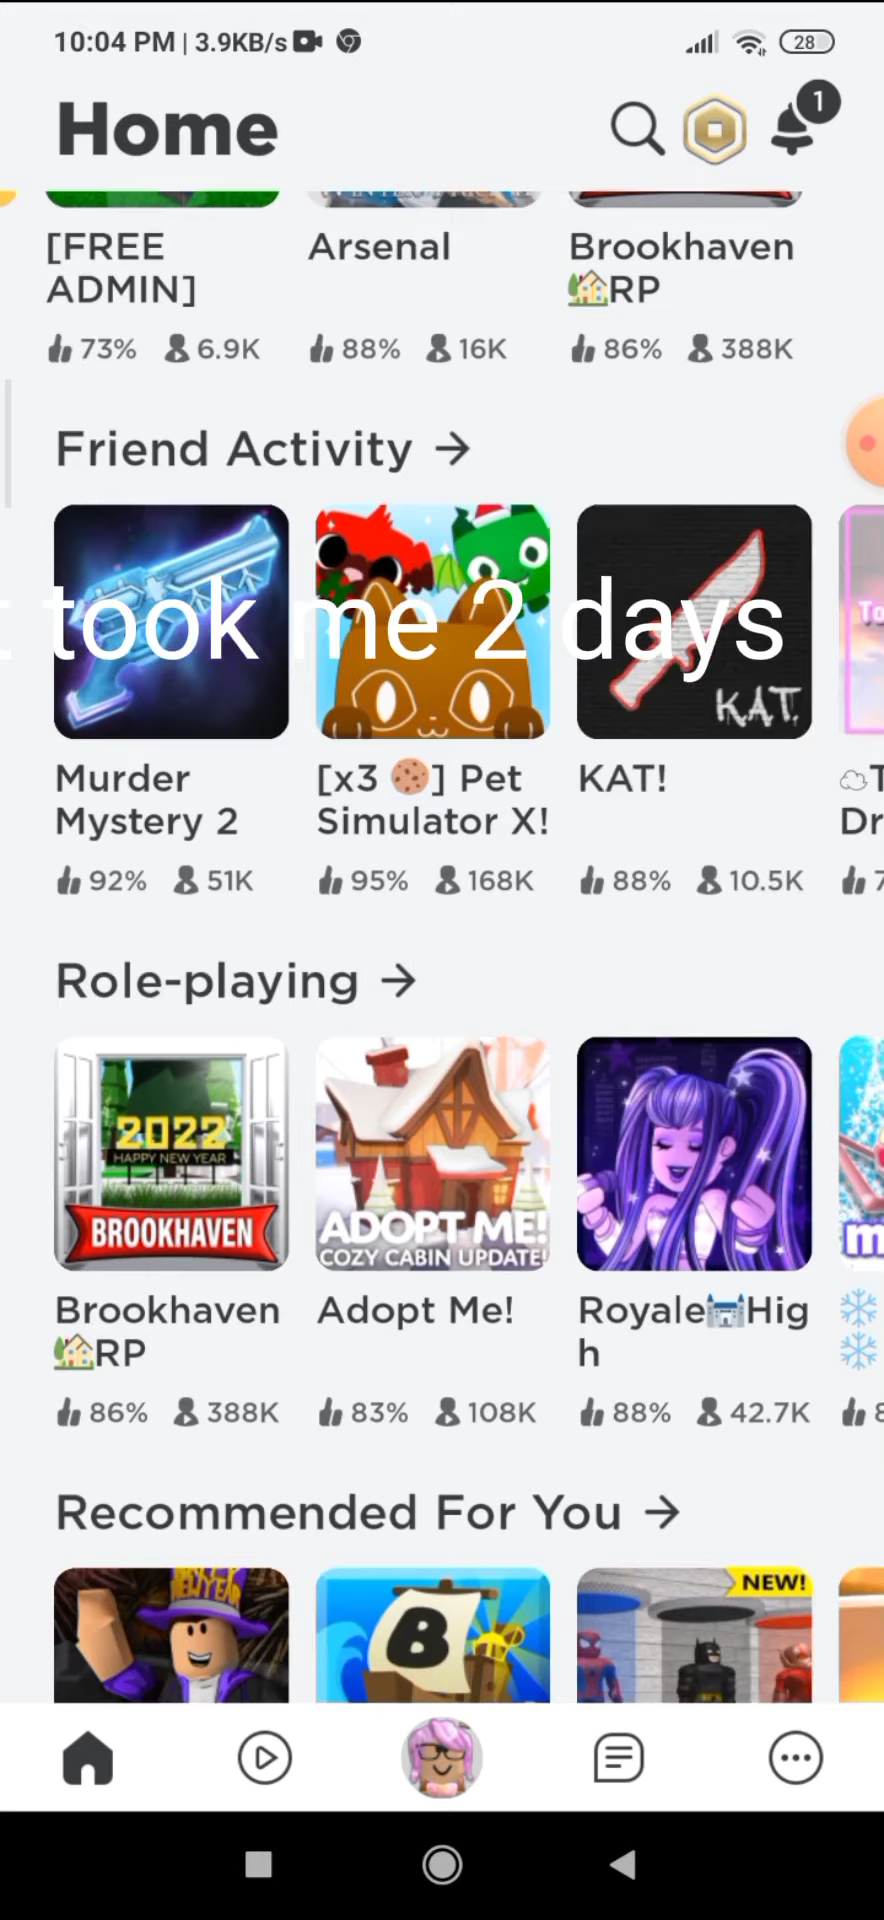 10:04 PM | 3.9KB/s
28
Home
1
[FREE
ADMIN]
Arsenal
Brookhaven
🏡RP
73% 6.9K
88% 16K
86% 388K
Friend Activity →
took me 2 days
KAT.
Murder
Mystery 2
[x3 🍪] Pet
Simulator X!
KAT!
92% 51K
95% 168K
88% 10.5K
Role-playing →
2022
HAPPY NEW YEAR
BROOKHAVEN
ADOPT ME!
COZY CABIN UPDATE!
Brookhaven
🏡RP
Adopt Me!
Royale🏰Hig
h
86% 388K
83% 108K
88% 42.7K
Recommended For You →
NEW YEAR
B
NEW!